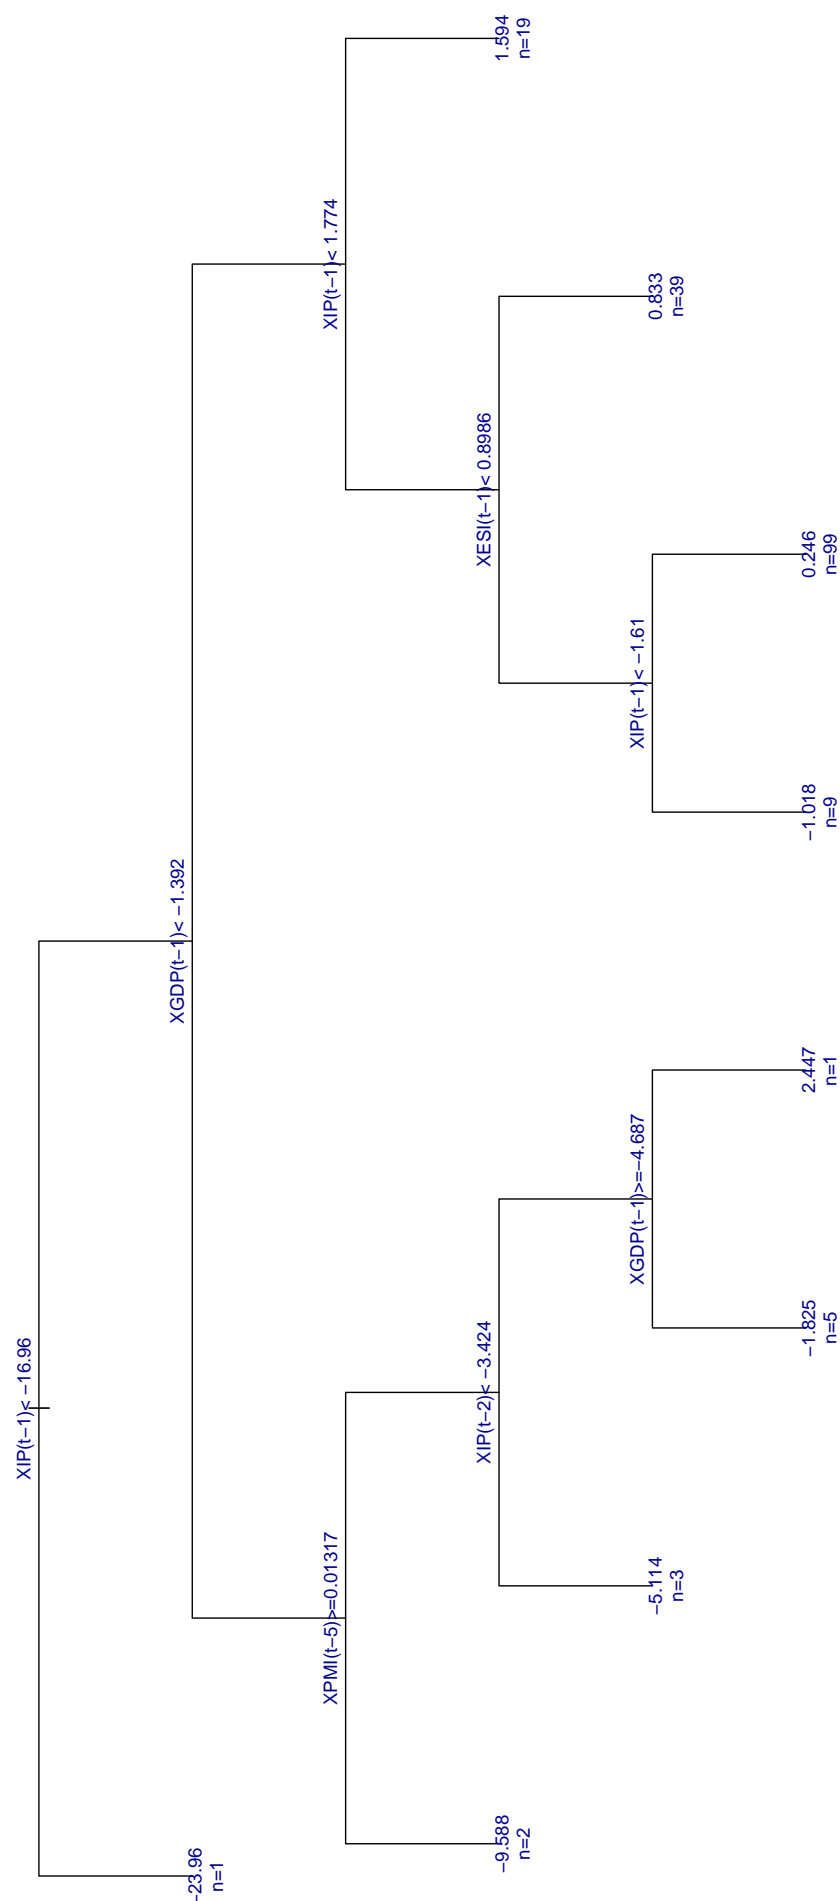 XIP(t−1)< −16.96
−23.96
n=1
XGDP(t−1)< −1.392
XPMI(t−5)>=0.01317
−9.588
n=2
XIP(t−2)< −3.424
−5.114
n=3
XGDP(t−1)>=−4.687
−1.825
n=5
2.447
n=1
XIP(t−1)< 1.774
XESI(t−1)< 0.8986
XIP(t−1)< −1.61
−1.018
n=9
0.246
n=99
0.833
n=39
1.594
n=19